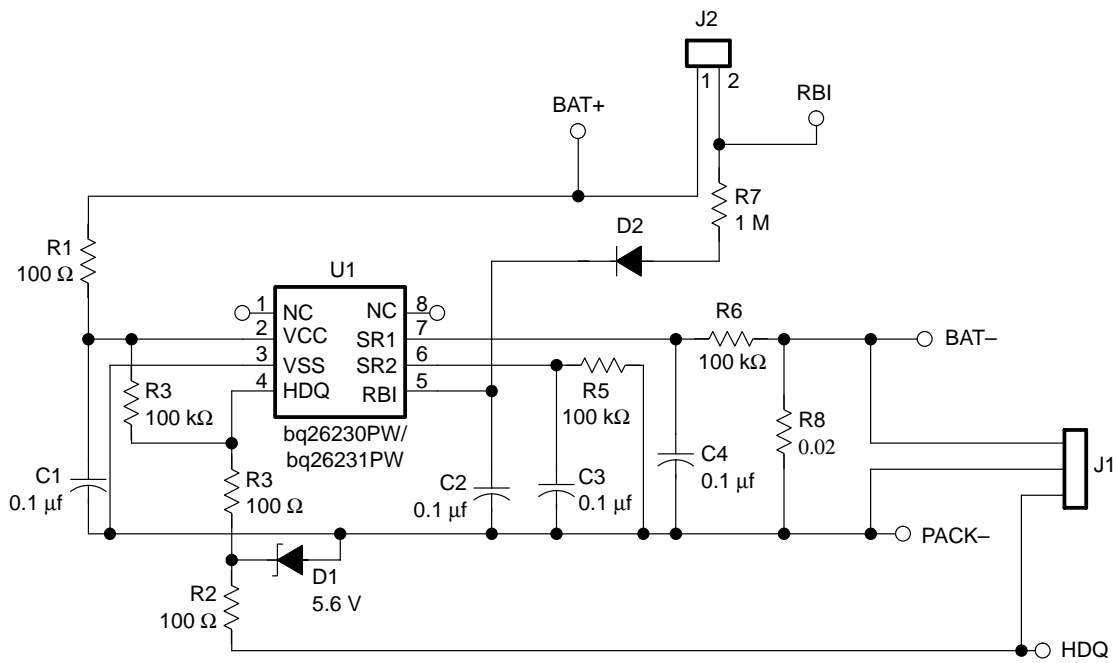 J2
1 2
RBI
BAT+
R7
1 M
D2
R1
100 Ω
U1
1 NC NC 8
2 VCC SR1 7
3 VSS SR2 6
4 HDQ RBI 5
bq26230PW/
bq26231PW
R6
100 kΩ
BAT–
R3
100 kΩ
R5
100 kΩ
R8
0.02
C1
0.1 µf
R3
100 Ω
C2
0.1 µf
C3
0.1 µf
C4
0.1 µf
J1
PACK–
D1
5.6 V
R2
100 Ω
HDQ